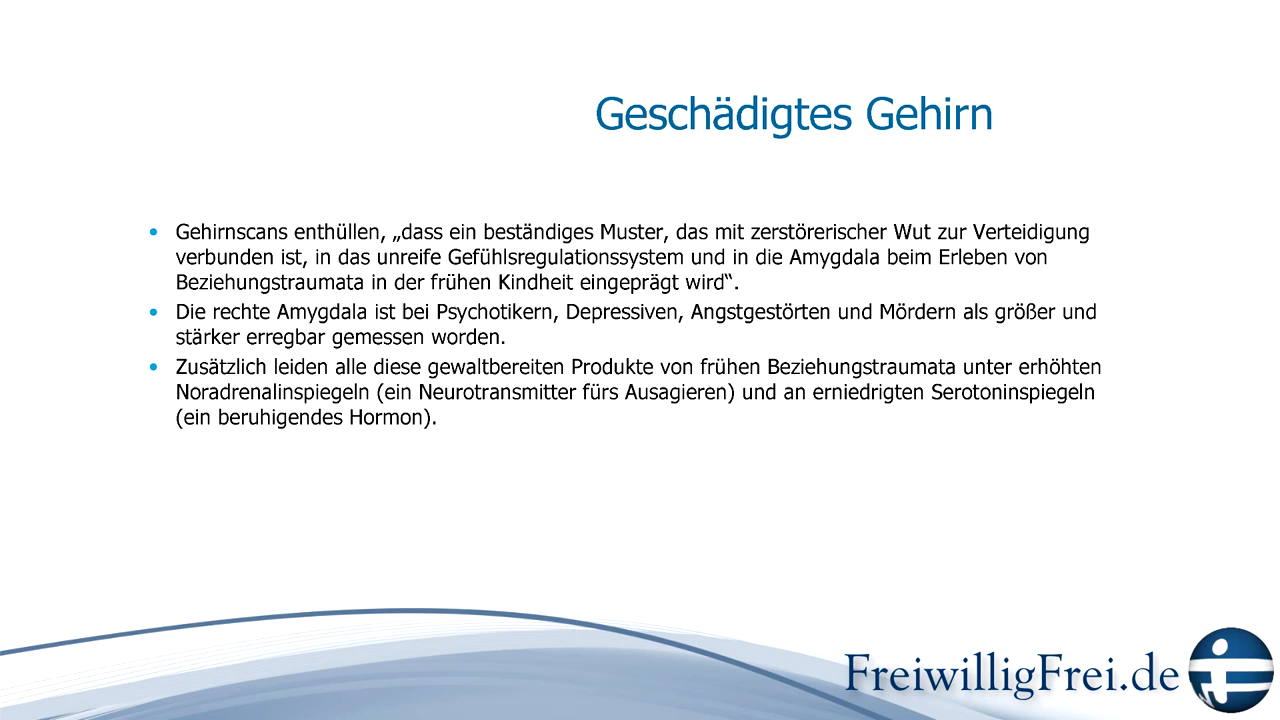 Geschädigtes Gehirn
• Gehirnscans enthüllen, „dass ein beständiges Muster, das mit zerstörerischer Wut zur Verteidigung
verbunden ist, in das unreife Gefühlsregulationssystem und in die Amygdala beim Erleben von
Beziehungstraumata in der frühen Kindheit eingeprägt wird“.
• Die rechte Amygdala ist bei Psychotikern, Depressiven, Angstgestörten und Mördern als größer und
stärker erregbar gemessen worden.
• Zusätzlich leiden alle diese gewaltbereiten Produkte von frühen Beziehungstraumata unter erhöhten
Noradrenalinspiegeln (ein Neurotransmitter fürs Ausagieren) und an erniedrigten Serotoninspiegeln
(ein beruhigendes Hormon).
FreiwilligFrei.de